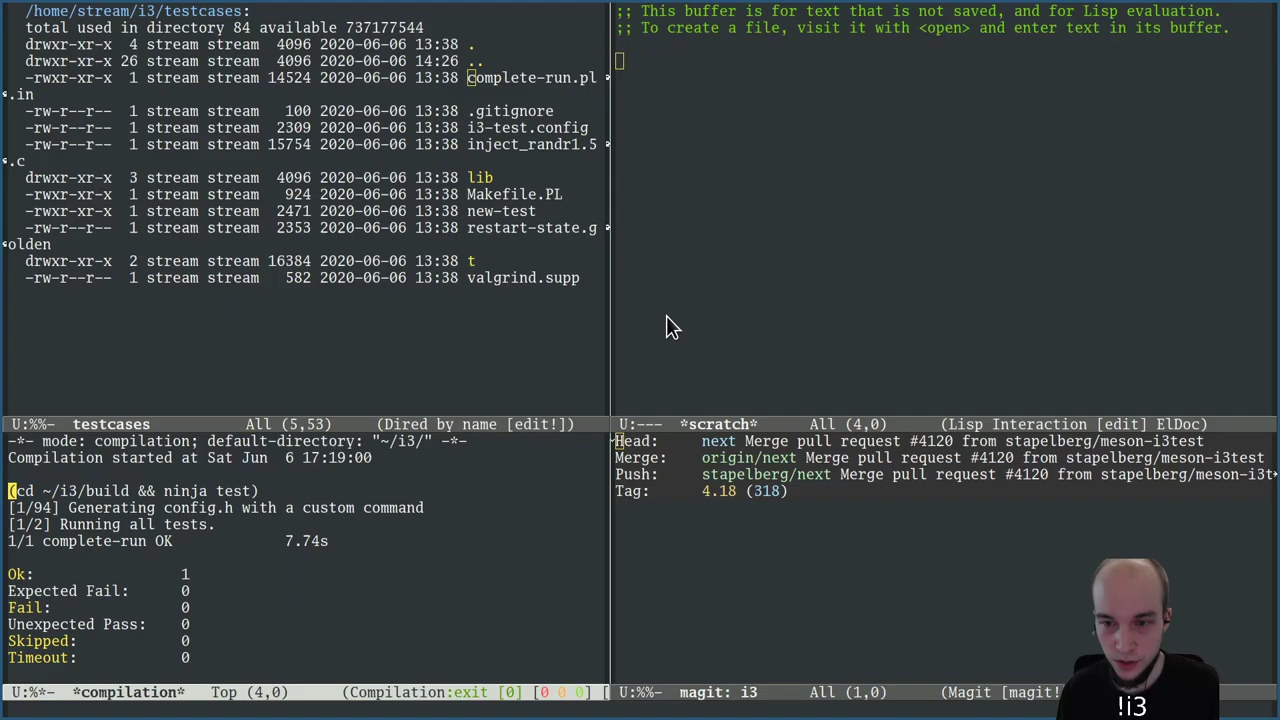 /home/stream/i3/testcases:
total used in directory 84 available 737177544
drwxr-xr-x  4 stream stream  4096 2020-06-06 13:38 .
drwxr-xr-x 26 stream stream  4096 2020-06-06 14:26 ..
-rwxr-xr-x  1 stream stream 14524 2020-06-06 13:38 complete-run.pl
.in
-rw-r--r--  1 stream stream   100 2020-06-06 13:38 .gitignore
-rw-r--r--  1 stream stream  2309 2020-06-06 13:38 i3-test.config
-rw-r--r--  1 stream stream 15754 2020-06-06 13:38 inject_randr1.5
.c
drwxr-xr-x  3 stream stream  4096 2020-06-06 13:38 lib
-rwxr-xr-x  1 stream stream   924 2020-06-06 13:38 Makefile.PL
-rwxr-xr-x  1 stream stream  2471 2020-06-06 13:38 new-test
-rw-r--r--  1 stream stream  2353 2020-06-06 13:38 restart-state.g
olden
drwxr-xr-x  2 stream stream 16384 2020-06-06 13:38 t
-rw-r--r--  1 stream stream   582 2020-06-06 13:38 valgrind.supp
U:%%-  testcases           All (5,53)     (Dired by name [edit!])
;; This buffer is for text that is not saved, and for Lisp evaluation.
;; To create a file, visit it with <open> and enter text in its buffer.
U:---  *scratch*      All (4,0)      (Lisp Interaction [edit] ElDoc)
-*- mode: compilation; default-directory: "~/i3/" -*-
Compilation started at Sat Jun  6 17:19:00
(cd ~/i3/build && ninja test)
[1/94] Generating config.h with a custom command
[1/2] Running all tests.
1/1 complete-run OK             7.74s
Ok:                 1
Expected Fail:      0
Fail:               0
Unexpected Pass:    0
Skipped:            0
Timeout:            0
U:%*-  *compilation*   Top (4,0)      (Compilation:exit [0] [0 0 0] [
Head:     next Merge pull request #4120 from stapelberg/meson-i3test
Merge:    origin/next Merge pull request #4120 from stapelberg/meson-i3test
Push:     stapelberg/next Merge pull request #4120 from stapelberg/meson-i3t
Tag:      4.18 (318)
U:%%-  magit: i3      All (1,0)      (Magit [magit!
!i3